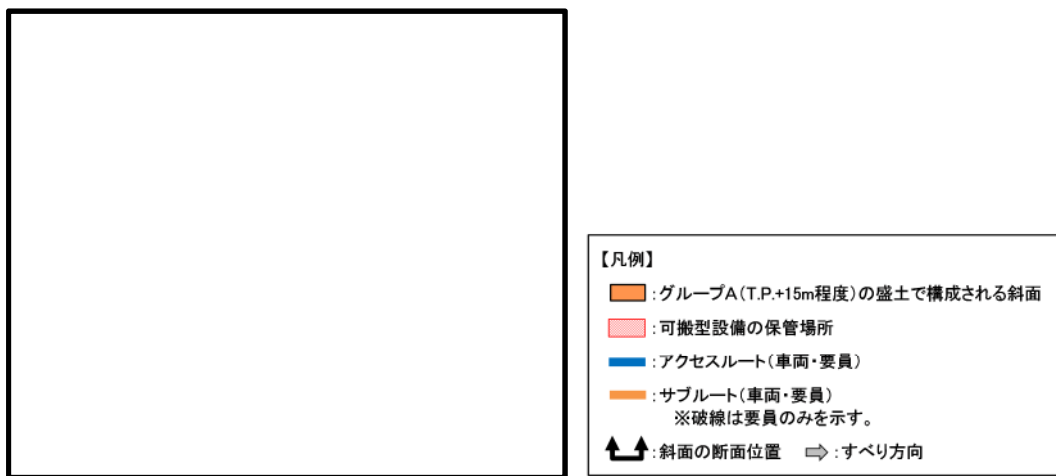 【凡例】
:グループA(T.P.+15m程度)の盛土で構成される斜面
:可搬型設備の保管場所
:アクセスルート(車両・要員)
:サブルート(車両・要員)
※破線は要員のみを示す。
:斜面の断面位置 :すべり方向